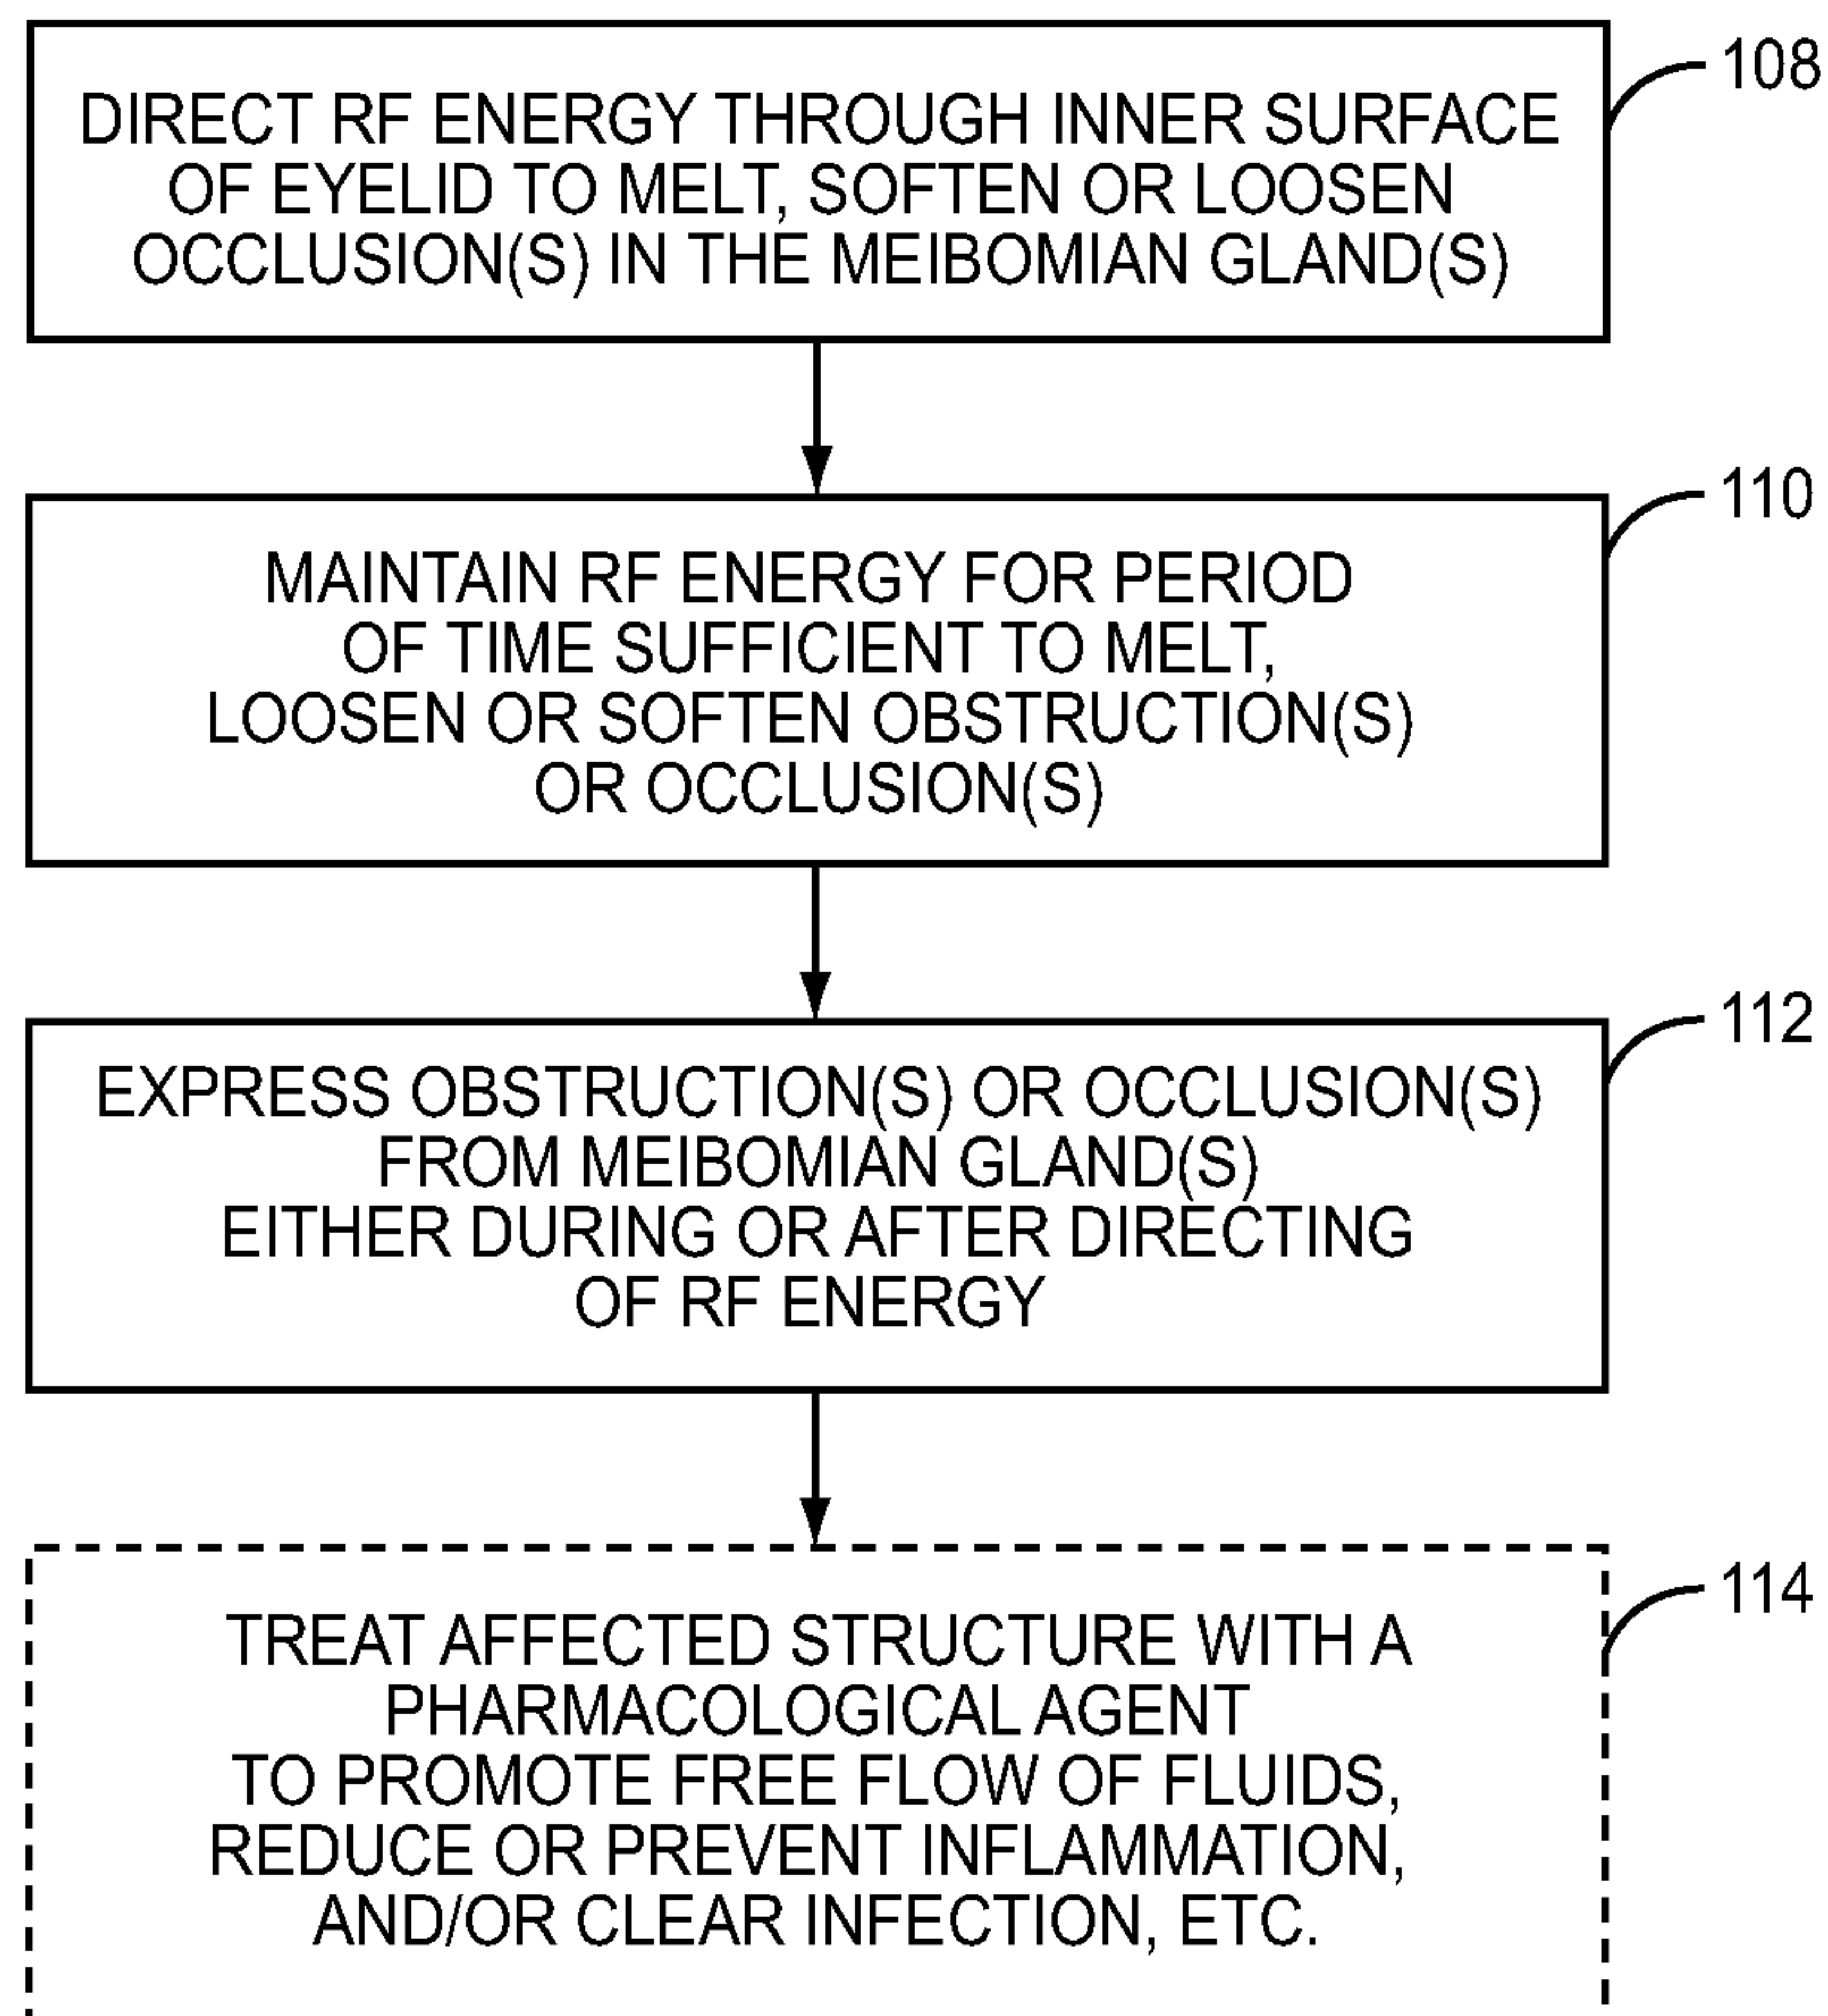 108
DIRECT RF ENERGY THROUGH INNER SURFACE
OF EYELID TO MELT, SOFTEN OR LOOSEN
OCCLUSION(S) IN THE MEIBOMIAN GLAND(S)
110
MAINTAIN RF ENERGY FOR PERIOD
OF TIME SUFFICIENT TO MELT,
LOOSEN OR SOFTEN OBSTRUCTION(S)
OR OCCLUSION(S)
112
EXPRESS OBSTRUCTION(S) OR OCCLUSION(S)
FROM MEIBOMIAN GLAND(S)
EITHER DURING OR AFTER DIRECTING
OF RF ENERGY
114
TREAT AFFECTED STRUCTURE WITH A
PHARMACOLOGICAL AGENT
TO PROMOTE FREE FLOW OF FLUIDS,
REDUCE OR PREVENT INFLAMMATION,
AND/OR CLEAR INFECTION, ETC.